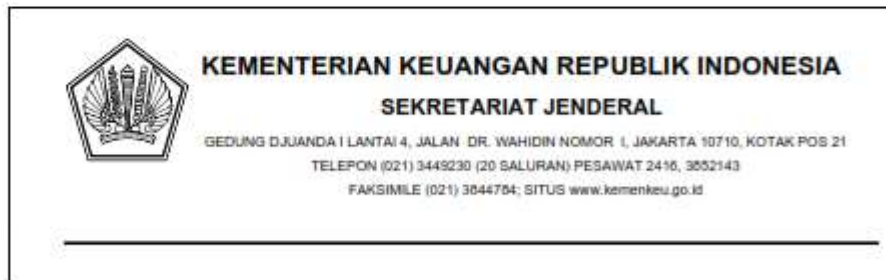 KEMENTERIAN KEUANGAN REPUBLIK INDONESIA
SEKRETARIAT JENDERAL
GEDUNG DJUANDA I LANTAI 4, JALAN DR. WAHIDIN NOMOR I, JAKARTA 10710, KOTAK POS 21
TELEPON (021) 3449230 (20 SALURAN) PESAWAT 2416, 3852143
FAKSIMILE (021) 3844784; SITUS www.kemenkeu.go.id